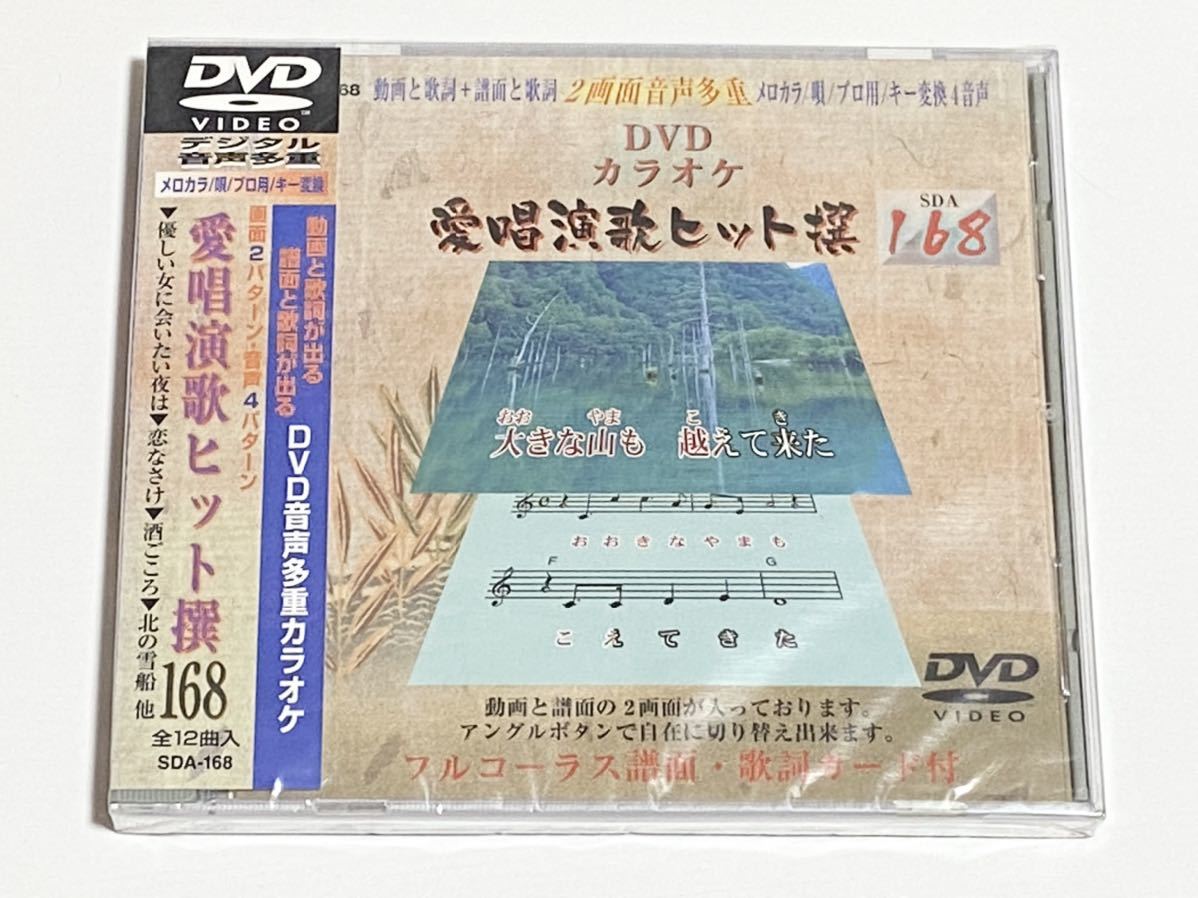 DVD
VIDEO
デジタル
音声多重
メロカラ/唄/プロ用/キー変換
動画と歌詞が出る
譜面と歌詞が出る
DVD音声多重カラオケ
画面2パターン・音声4パターン
愛唱演歌ヒット撰
168
▼優しい女に会いたい夜は▼恋なさけ▼酒ごころ▼北の雪船 他
全12曲入
SDA-168
68 動画と歌詞+譜面と歌詞 2画面音声多重 メロカラ/唄/プロ用/キー変換4音声
DVD
カラオケ
愛唱演歌ヒット撰
SDA
168
おお やま こ き
大きな山も 越えて来た
おおきなやまも
F G
こえてきた
DVD
VIDEO
動画と譜面の2画面が入っております。
アングルボタンで自在に切り替え出来ます。
フルコーラス譜面・歌詞カード付